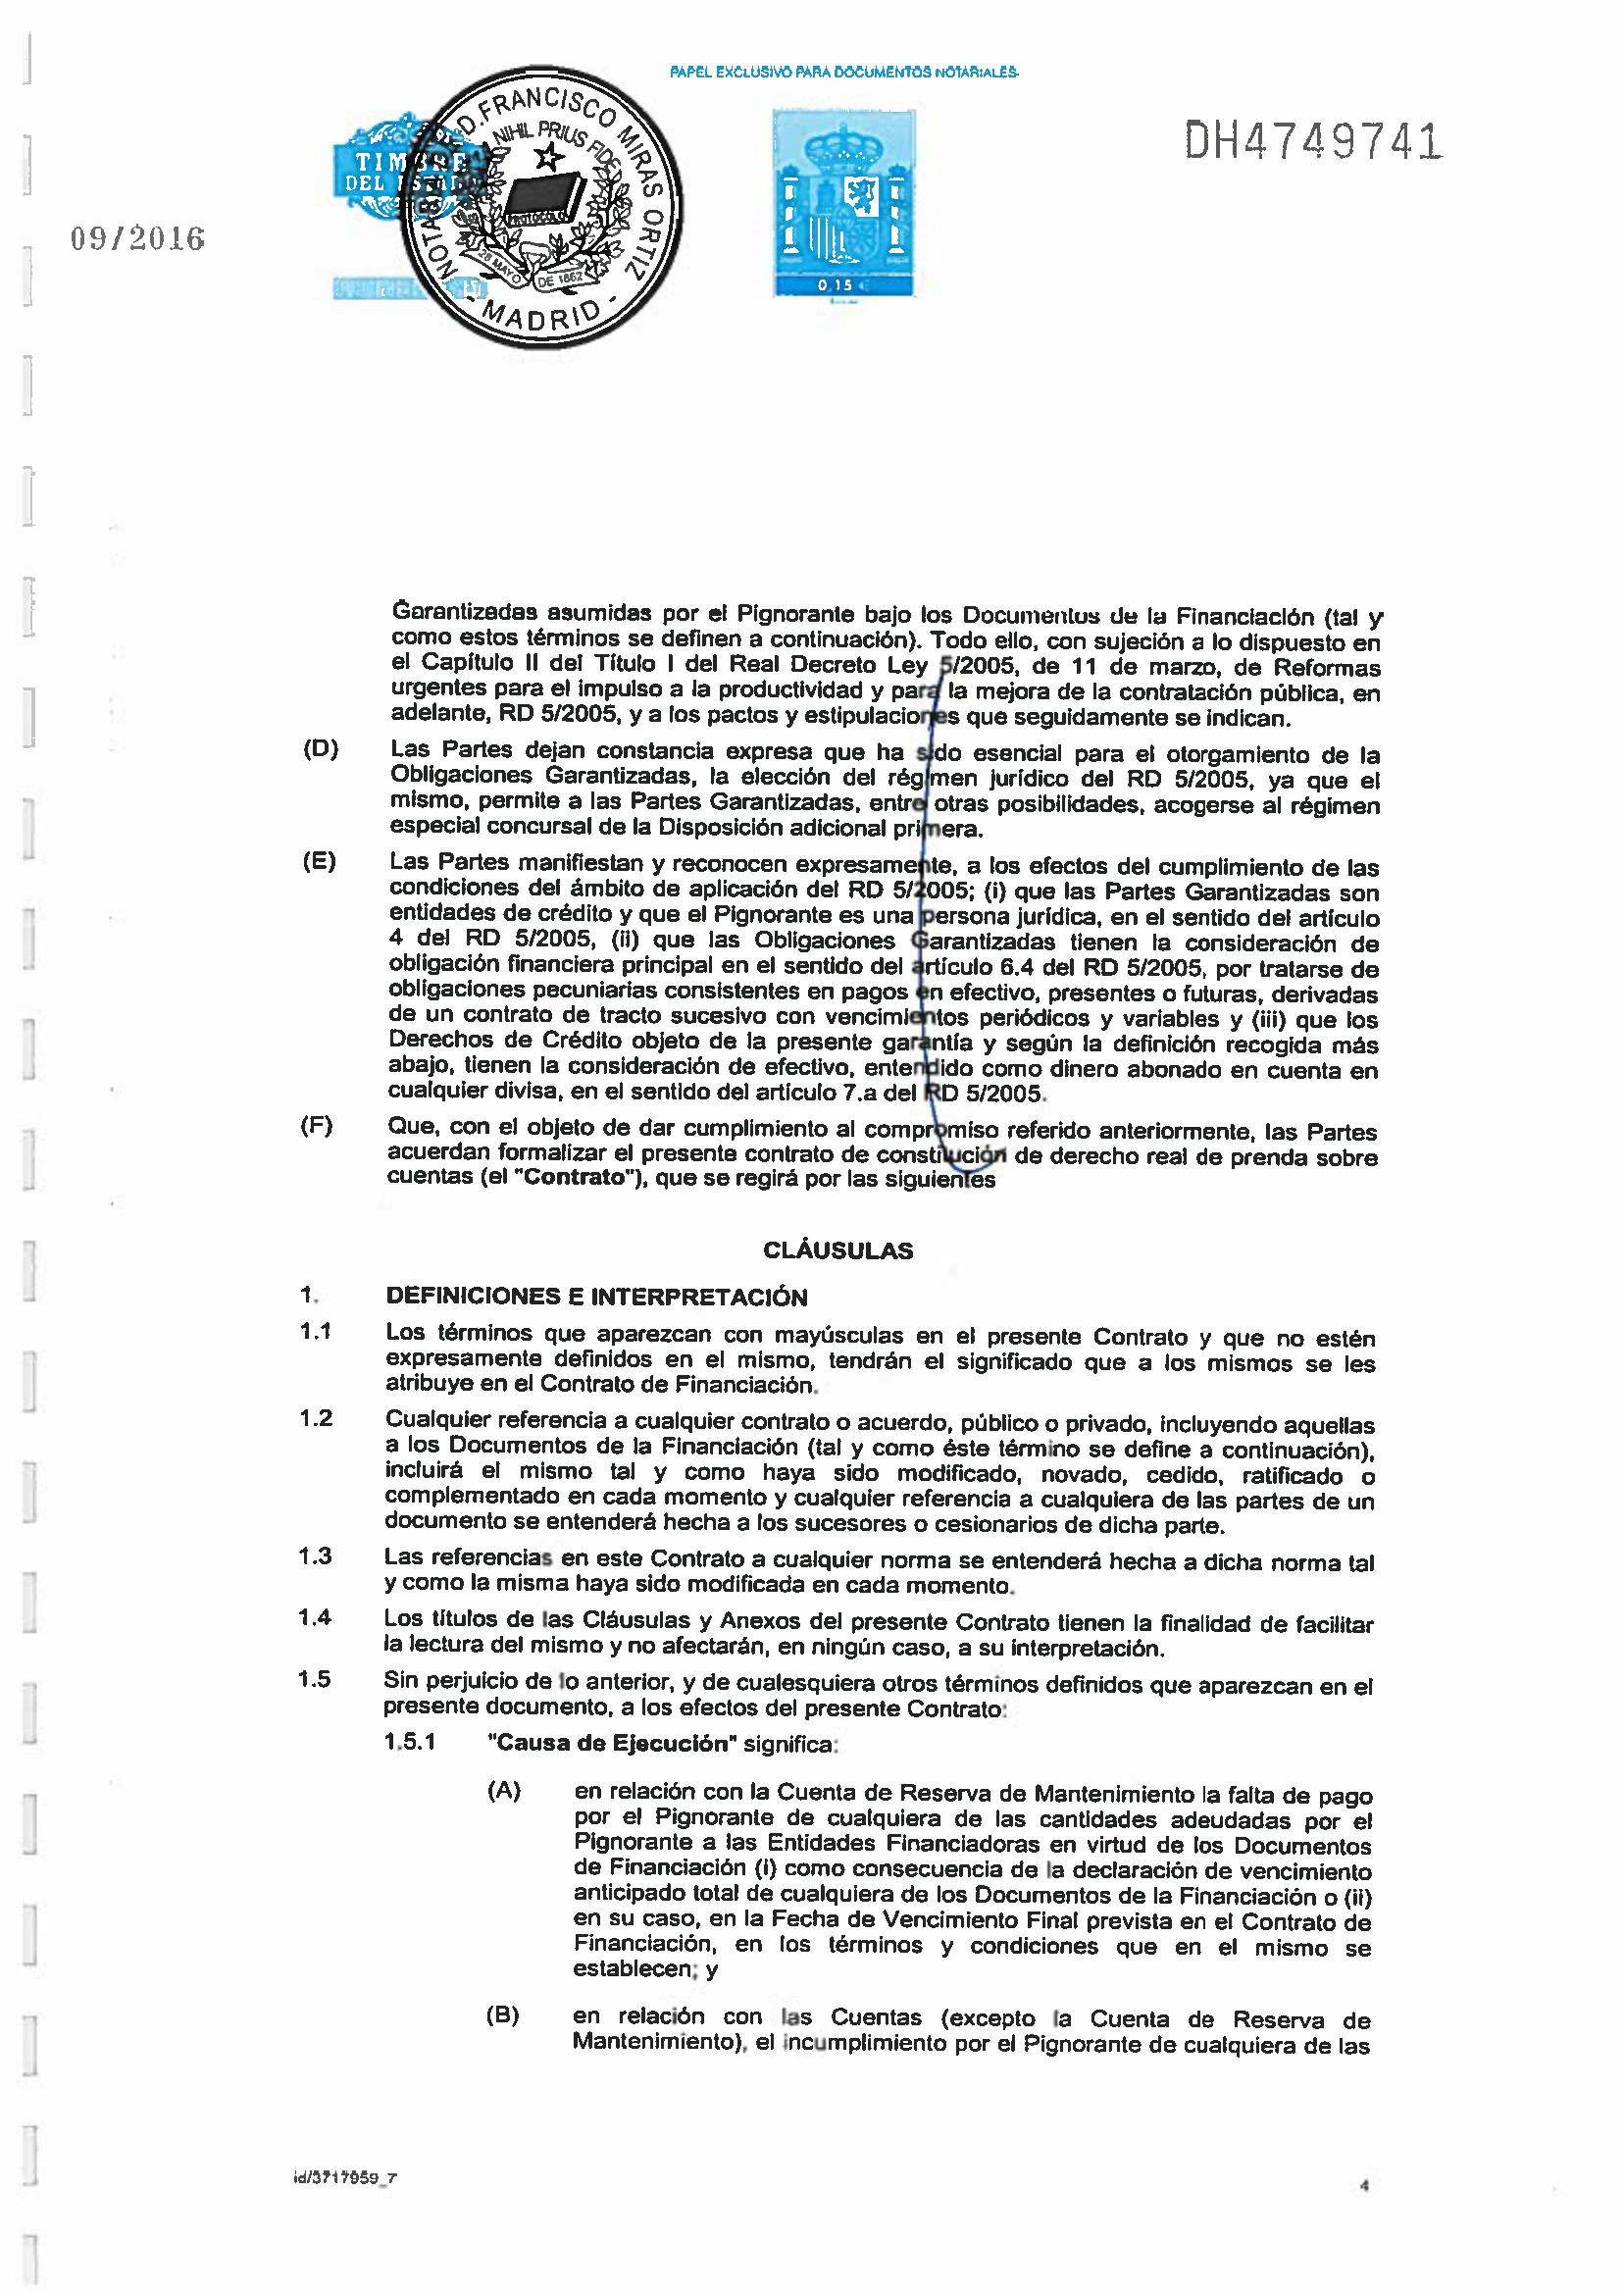 PAPEL EXCLUSIVO PARA DOCUMENTOS NOTARIALES
NOTARIA D. FRANCISCO MIRAS ORTIZ
NIHIL PRIUS FIDE
TIMBRE
DEL ESTADO
PROTOCOLO
28 MAYO DE 1862
- MADRID -
0,15 €
DH4749741
09/2016
Garantizadas asumidas por el Pignorante bajo los Documentos de la Financiación (tal y
como estos términos se definen a continuación). Todo ello, con sujeción a lo dispuesto en
el Capítulo II del Título I del Real Decreto Ley 5/2005, de 11 de marzo, de Reformas
urgentes para el impulso a la productividad y para la mejora de la contratación pública, en
adelante, RD 5/2005, y a los pactos y estipulaciones que seguidamente se indican.
(D) Las Partes dejan constancia expresa que ha sido esencial para el otorgamiento de la
Obligaciones Garantizadas, la elección del régimen jurídico del RD 5/2005, ya que el
mismo, permite a las Partes Garantizadas, entre otras posibilidades, acogerse al régimen
especial concursal de la Disposición adicional primera.
(E) Las Partes manifiestan y reconocen expresamente, a los efectos del cumplimiento de las
condiciones del ámbito de aplicación del RD 5/2005; (i) que las Partes Garantizadas son
entidades de crédito y que el Pignorante es una persona jurídica, en el sentido del artículo
4 del RD 5/2005, (ii) que las Obligaciones Garantizadas tienen la consideración de
obligación financiera principal en el sentido del artículo 6.4 del RD 5/2005, por tratarse de
obligaciones pecuniarias consistentes en pagos en efectivo, presentes o futuras, derivadas
de un contrato de tracto sucesivo con vencimientos periódicos y variables y (iii) que los
Derechos de Crédito objeto de la presente garantía y según la definición recogida más
abajo, tienen la consideración de efectivo, entendido como dinero abonado en cuenta en
cualquier divisa, en el sentido del artículo 7.a del RD 5/2005.
(F) Que, con el objeto de dar cumplimiento al compromiso referido anteriormente, las Partes
acuerdan formalizar el presente contrato de constitución de derecho real de prenda sobre
cuentas (el "Contrato"), que se regirá por las siguientes
CLÁUSULAS
1. DEFINICIONES E INTERPRETACIÓN
1.1 Los términos que aparezcan con mayúsculas en el presente Contrato y que no estén
expresamente definidos en el mismo, tendrán el significado que a los mismos se les
atribuye en el Contrato de Financiación.
1.2 Cualquier referencia a cualquier contrato o acuerdo, público o privado, incluyendo aquellas
a los Documentos de la Financiación (tal y como éste término se define a continuación),
incluirá el mismo tal y como haya sido modificado, novado, cedido, ratificado o
complementado en cada momento y cualquier referencia a cualquiera de las partes de un
documento se entenderá hecha a los sucesores o cesionarios de dicha parte.
1.3 Las referencias en este Contrato a cualquier norma se entenderá hecha a dicha norma tal
y como la misma haya sido modificada en cada momento.
1.4 Los títulos de las Cláusulas y Anexos del presente Contrato tienen la finalidad de facilitar
la lectura del mismo y no afectarán, en ningún caso, a su interpretación.
1.5 Sin perjuicio de lo anterior, y de cualesquiera otros términos definidos que aparezcan en el
presente documento, a los efectos del presente Contrato:
1.5.1 "Causa de Ejecución" significa:
(A) en relación con la Cuenta de Reserva de Mantenimiento la falta de pago
por el Pignorante de cualquiera de las cantidades adeudadas por el
Pignorante a las Entidades Financiadoras en virtud de los Documentos
de Financiación (i) como consecuencia de la declaración de vencimiento
anticipado total de cualquiera de los Documentos de la Financiación o (ii)
en su caso, en la Fecha de Vencimiento Final prevista en el Contrato de
Financiación, en los términos y condiciones que en el mismo se
establecen; y
(B) en relación con las Cuentas (excepto la Cuenta de Reserva de
Mantenimiento), el incumplimiento por el Pignorante de cualquiera de las
id/3717959_7
4